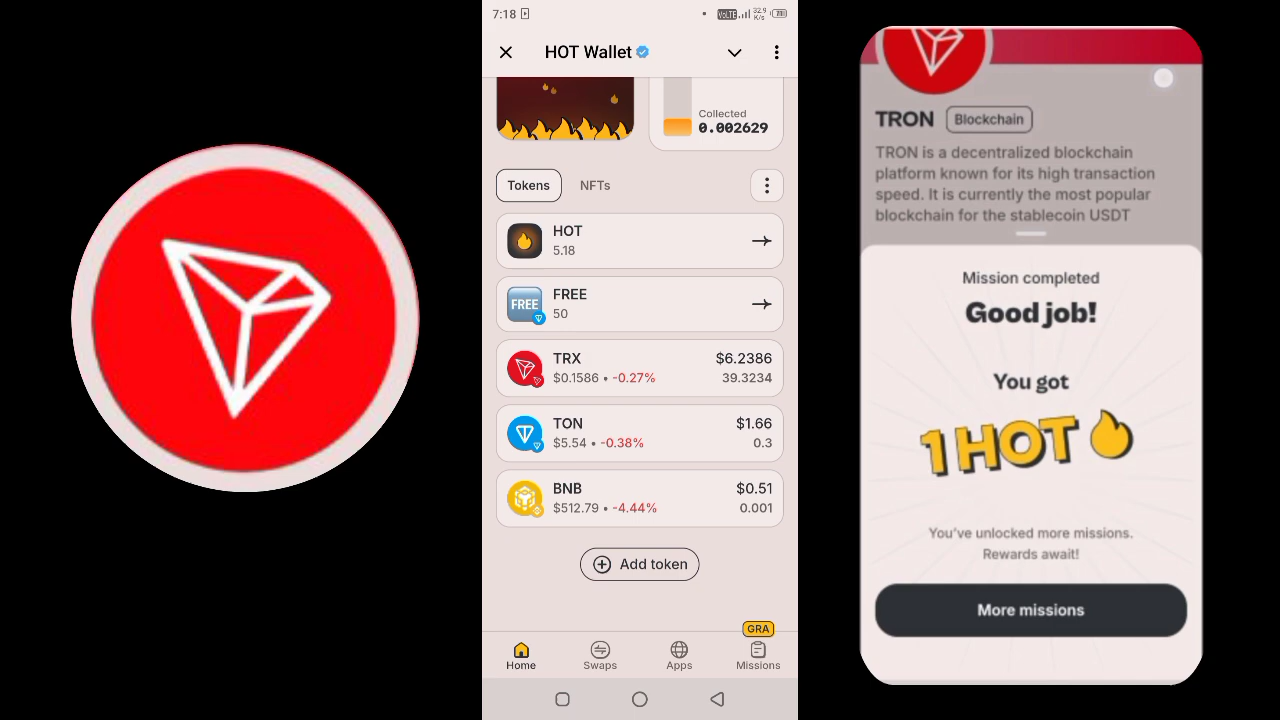 7:18
VoLTE
32.9
K/s
HOT Wallet
Collected
0.002629
Tokens
NFTs
HOT
5.18
FREE
FREE
50
TRX
$6.2386
$0.1586 • -0.27%
39.3234
TON
$1.66
$5.54 • -0.38%
0.3
BNB
$0.51
$512.79 • -4.44%
0.001
Add token
GRA
Home
Swaps
Apps
Missions
TRON
Blockchain
TRON is a decentralized blockchain
platform known for its high transaction
speed. It is currently the most popular
blockchain for the stablecoin USDT
Mission completed
Good job!
You got
1 HOT
You've unlocked more missions.
Rewards await!
More missions